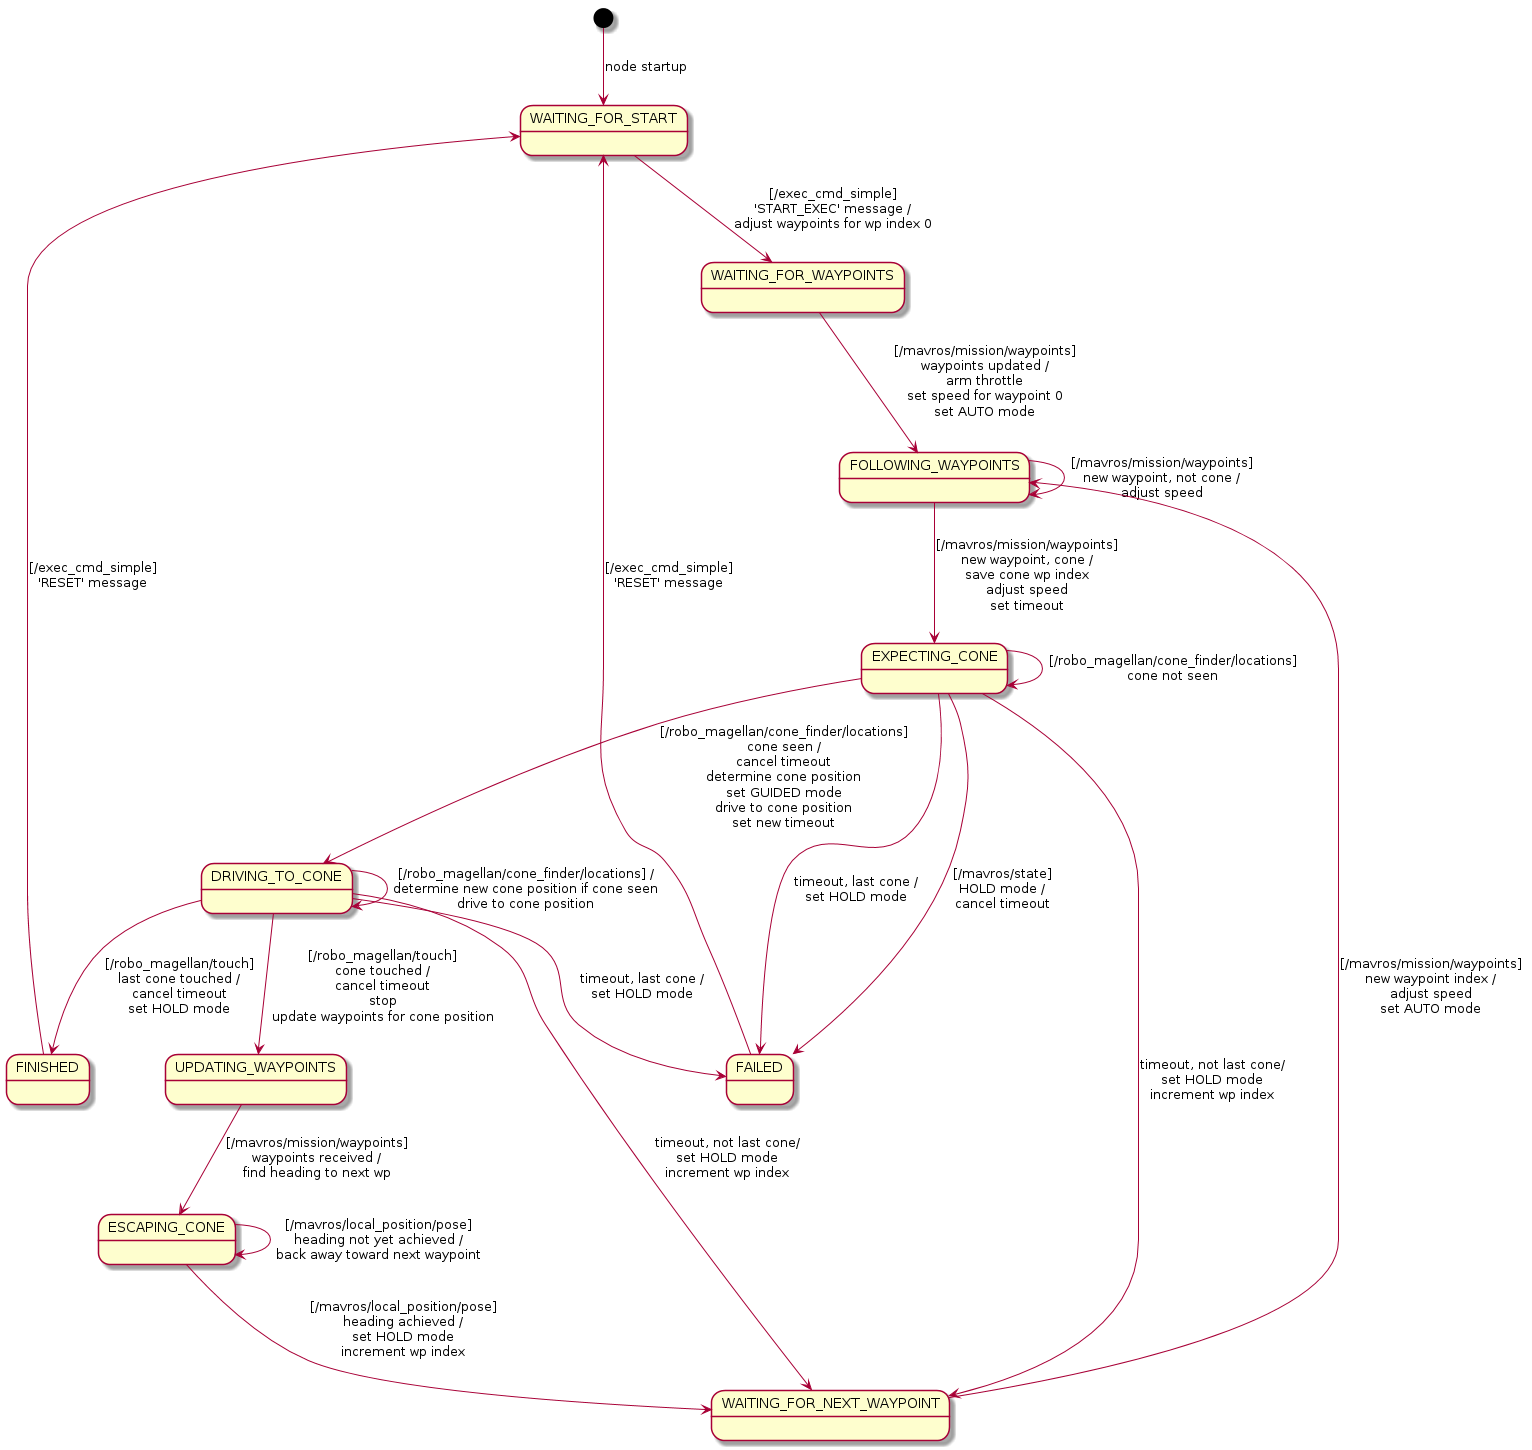 node startup
WAITING_FOR_START
[/exec_cmd_simple]
'START_EXEC' message /
adjust waypoints for wp index 0
WAITING_FOR_WAYPOINTS
[/mavros/mission/waypoints]
waypoints updated /
arm throttle
set speed for waypoint 0
set AUTO mode
FOLLOWING_WAYPOINTS
[/mavros/mission/waypoints]
new waypoint, not cone /
adjust speed
[/exec_cmd_simple]
'RESET' message
[/exec_cmd_simple]
'RESET' message
[/mavros/mission/waypoints]
new waypoint, cone /
save cone wp index
adjust speed
set timeout
EXPECTING_CONE
[/robo_magellan/cone_finder/locations]
cone not seen
[/robo_magellan/cone_finder/locations]
cone seen /
cancel timeout
determine cone position
set GUIDED mode
drive to cone position
set new timeout
DRIVING_TO_CONE
[/robo_magellan/cone_finder/locations] /
determine new cone position if cone seen
drive to cone position
timeout, last cone /
set HOLD mode
[/mavros/state]
HOLD mode /
cancel timeout
[/robo_magellan/touch]
last cone touched /
cancel timeout
set HOLD mode
[/robo_magellan/touch]
cone touched /
cancel timeout
stop
update waypoints for cone position
timeout, last cone /
set HOLD mode
[/mavros/mission/waypoints]
new waypoint index /
adjust speed
set AUTO mode
FINISHED
UPDATING_WAYPOINTS
FAILED
timeout, not last cone/
set HOLD mode
increment wp index
[/mavros/mission/waypoints]
waypoints received /
find heading to next wp
timeout, not last cone/
set HOLD mode
increment wp index
ESCAPING_CONE
[/mavros/local_position/pose]
heading not yet achieved /
back away toward next waypoint
[/mavros/local_position/pose]
heading achieved /
set HOLD mode
increment wp index
WAITING_FOR_NEXT_WAYPOINT